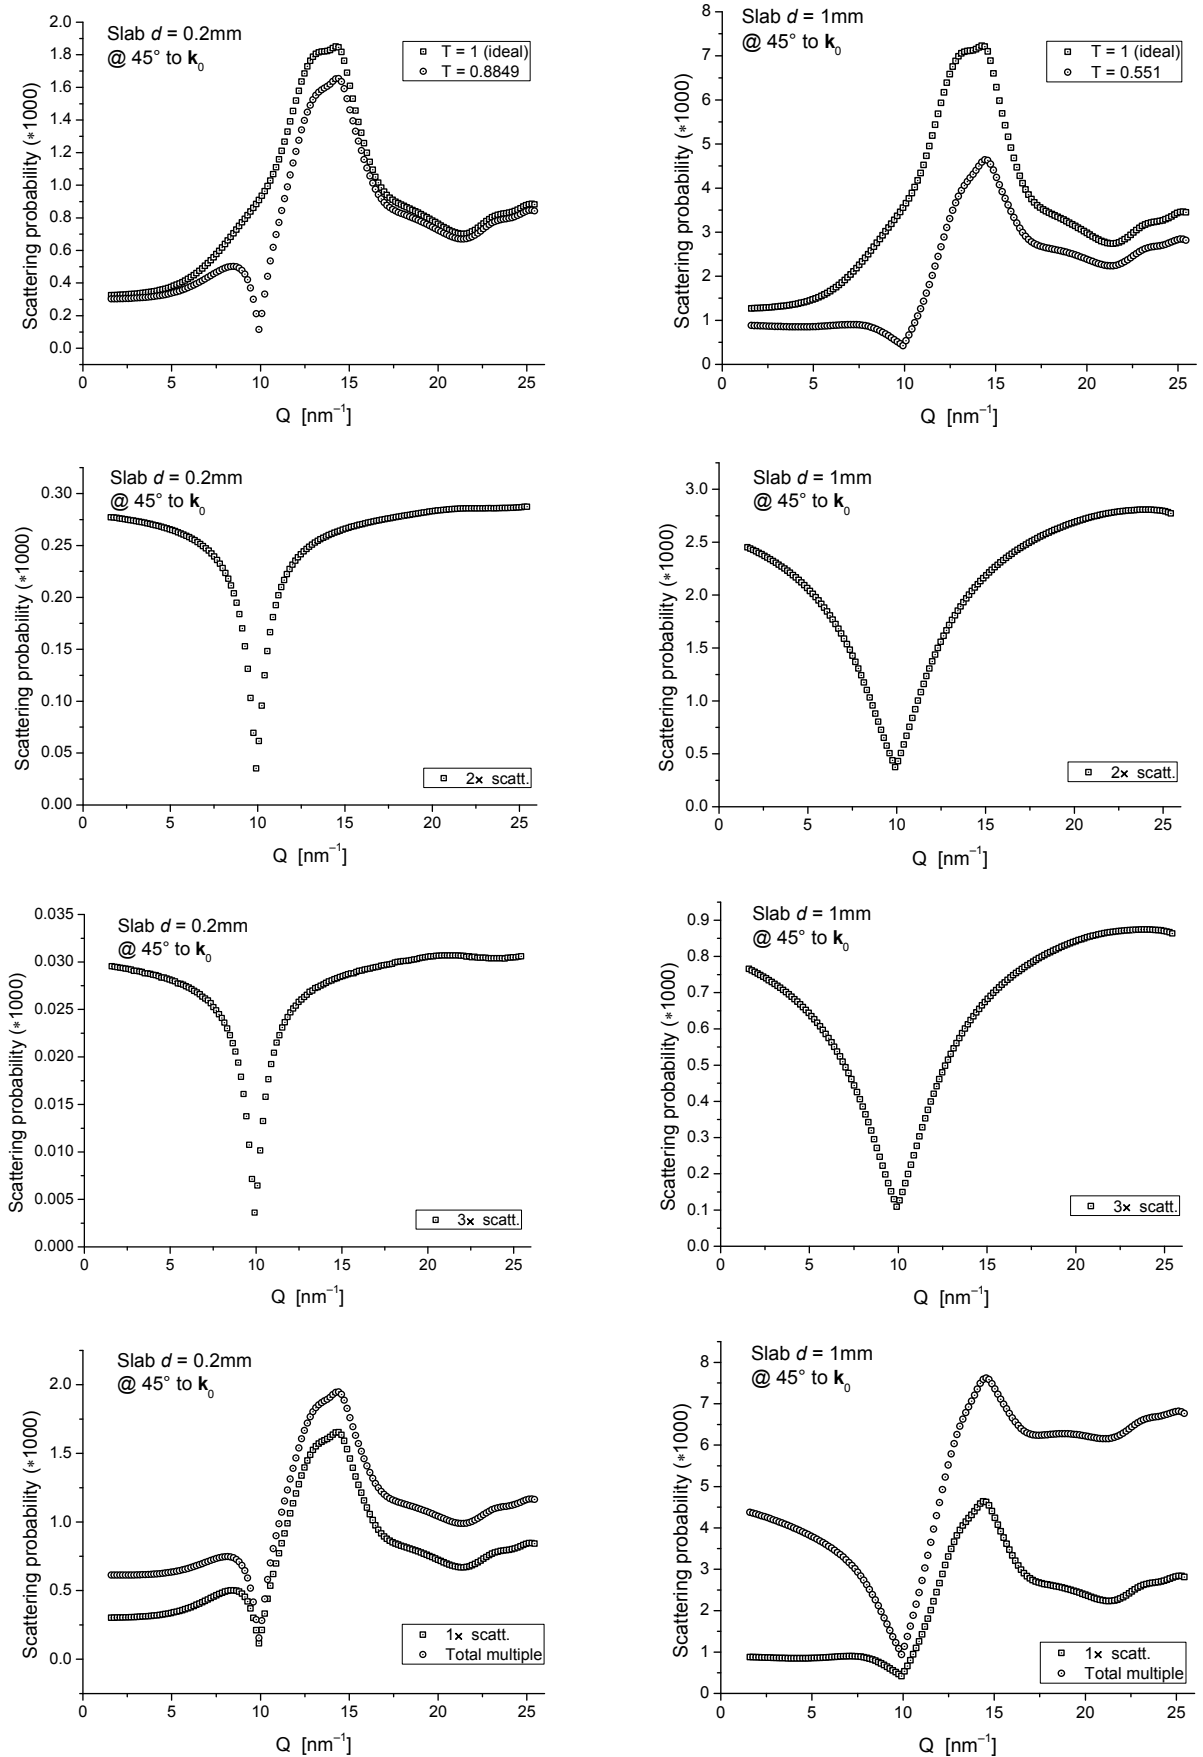 Slab d = 0.2mm
@ 45° to k0
T = 1 (ideal)
T = 0.8849
Scattering probability (*1000)
2.0
1.8
1.6
1.4
1.2
1.0
0.8
0.6
0.4
0.2
0.0
0 5 10 15 20 25
Q [nm–1]
Slab d = 1mm
@ 45° to k0
T = 1 (ideal)
T = 0.551
Scattering probability (*1000)
8
7
6
5
4
3
2
1
0
0 5 10 15 20 25
Q [nm–1]
Slab d = 0.2mm
@ 45° to k0
Scattering probability (*1000)
0.30
0.25
0.20
0.15
0.10
0.05
0.00
2× scatt.
0 5 10 15 20 25
Q [nm–1]
Slab d = 1mm
@ 45° to k0
Scattering probability (*1000)
3.0
2.5
2.0
1.5
1.0
0.5
0.0
2× scatt.
0 5 10 15 20 25
Q [nm–1]
Slab d = 0.2mm
@ 45° to k0
Scattering probability (*1000)
0.035
0.030
0.025
0.020
0.015
0.010
0.005
0.000
3× scatt.
0 5 10 15 20 25
Q [nm–1]
Slab d = 1mm
@ 45° to k0
Scattering probability (*1000)
0.9
0.8
0.7
0.6
0.5
0.4
0.3
0.2
0.1
0.0
3× scatt.
0 5 10 15 20 25
Q [nm–1]
Slab d = 0.2mm
@ 45° to k0
Scattering probability (*1000)
2.0
1.5
1.0
0.5
0.0
1× scatt.
Total multiple
0 5 10 15 20 25
Q [nm–1]
Slab d = 1mm
@ 45° to k0
Scattering probability (*1000)
8
7
6
5
4
3
2
1
0
1× scatt.
Total multiple
0 5 10 15 20 25
Q [nm–1]